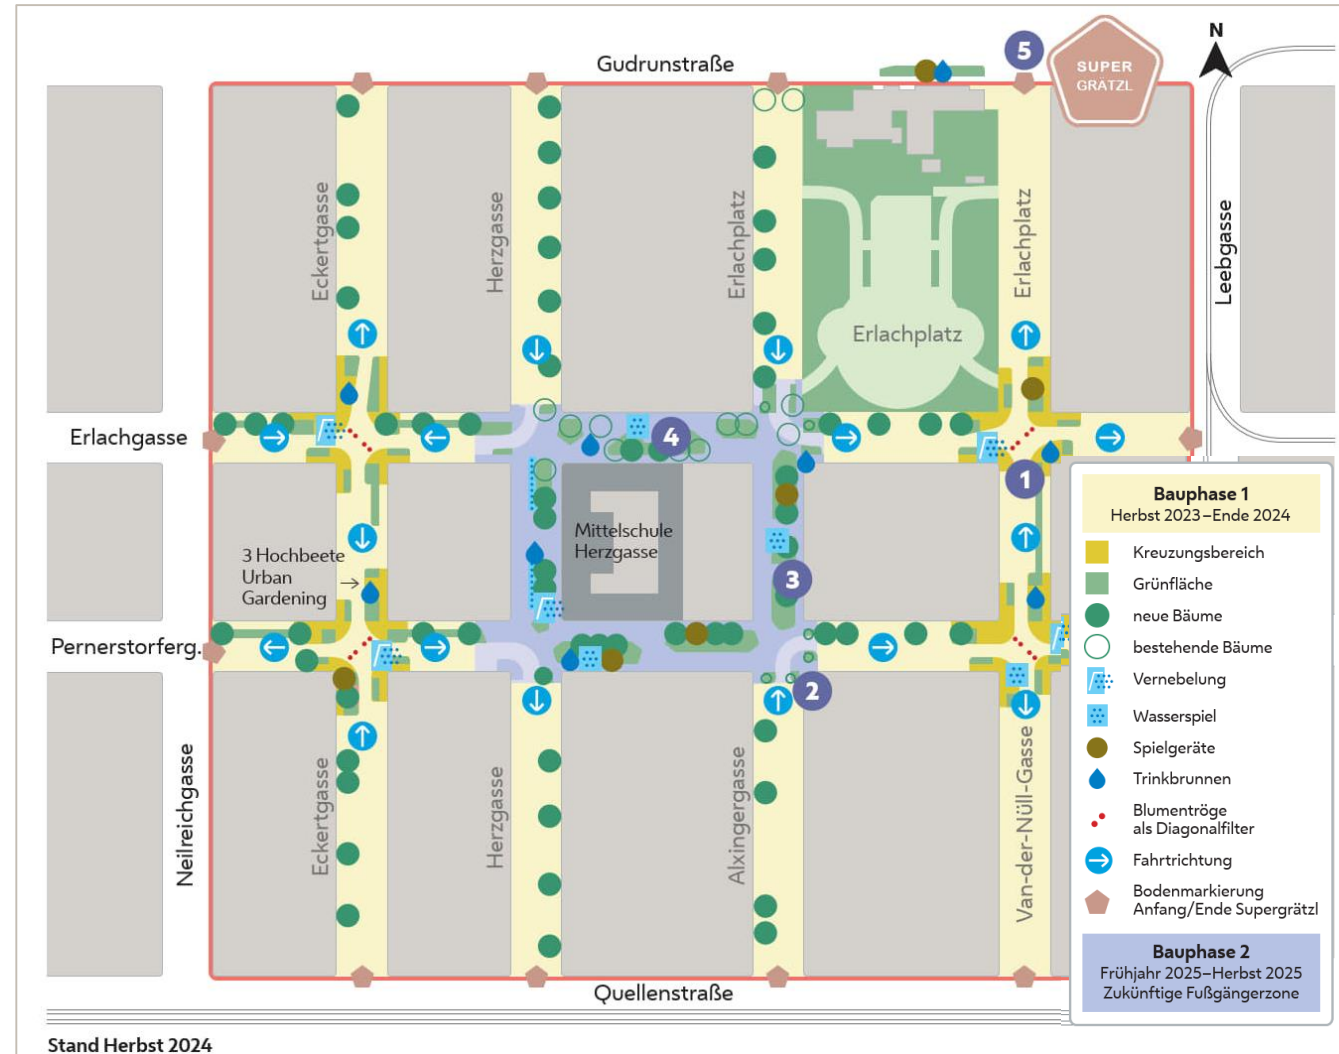 Gudrunstraße
5
SUPER
GRÄTZL
N
Eckertgasse
Herzgasse
Erlachplatz
Erlachplatz
Erlachplatz
Leebgasse
Erlachgasse
4
1
Mittelschule
Herzgasse
3 Hochbeete
Urban
Gardening
3
Pernerstorferg.
2
Neilreichgasse
Eckertgasse
Herzgasse
Alxingergasse
Van-der-Nüll-Gasse
Quellenstraße
Bauphase 1
Herbst 2023–Ende 2024
Kreuzungsbereich
Grünfläche
neue Bäume
bestehende Bäume
Vernebelung
Wasserspiel
Spielgeräte
Trinkbrunnen
Blumentröge
als Diagonalfilter
Fahrtrichtung
Bodenmarkierung
Anfang/Ende Supergrätzl
Bauphase 2
Frühjahr 2025–Herbst 2025
Zukünftige Fußgängerzone
Stand Herbst 2024